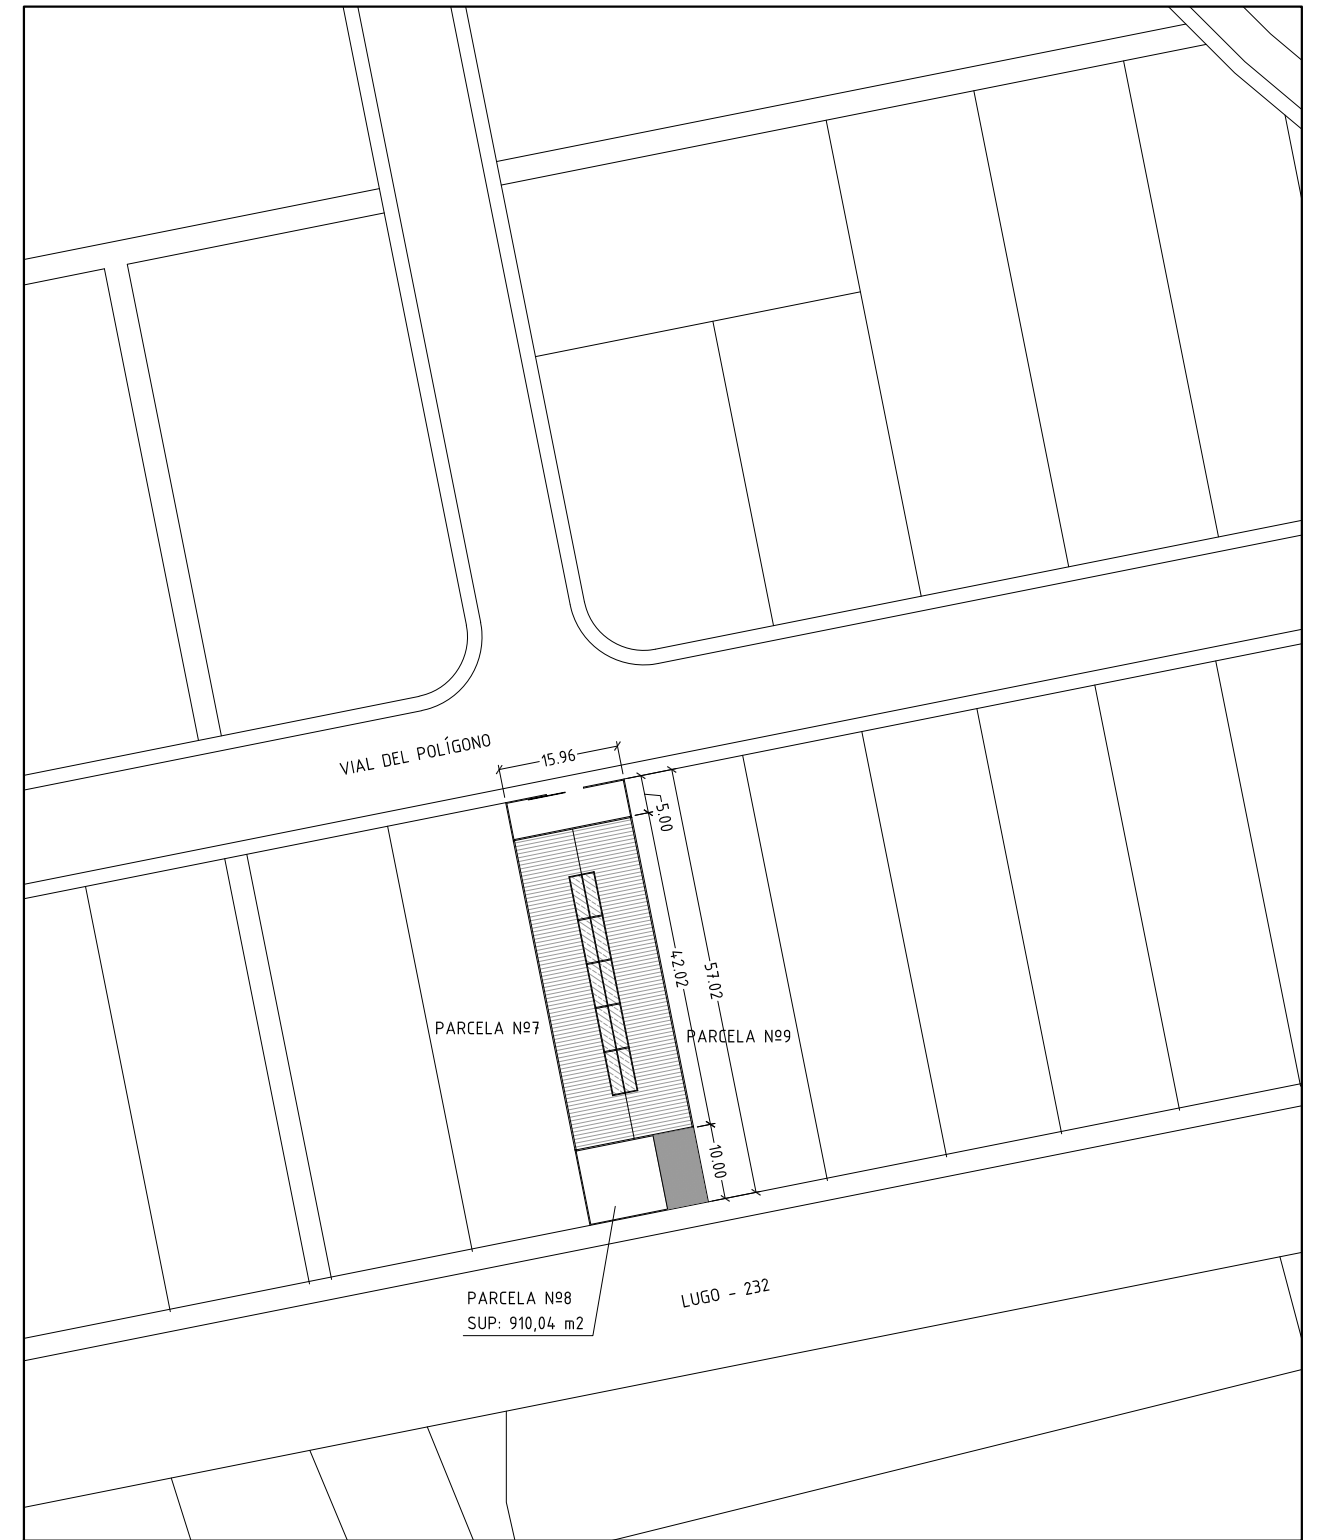 VIAL DEL POLÍGONO
15.96
5.00
42.02
57.02
PARCELA Nº7
PARCELA Nº9
10.00
PARCELA Nº8
SUP: 910,04 m2
LUGO - 232